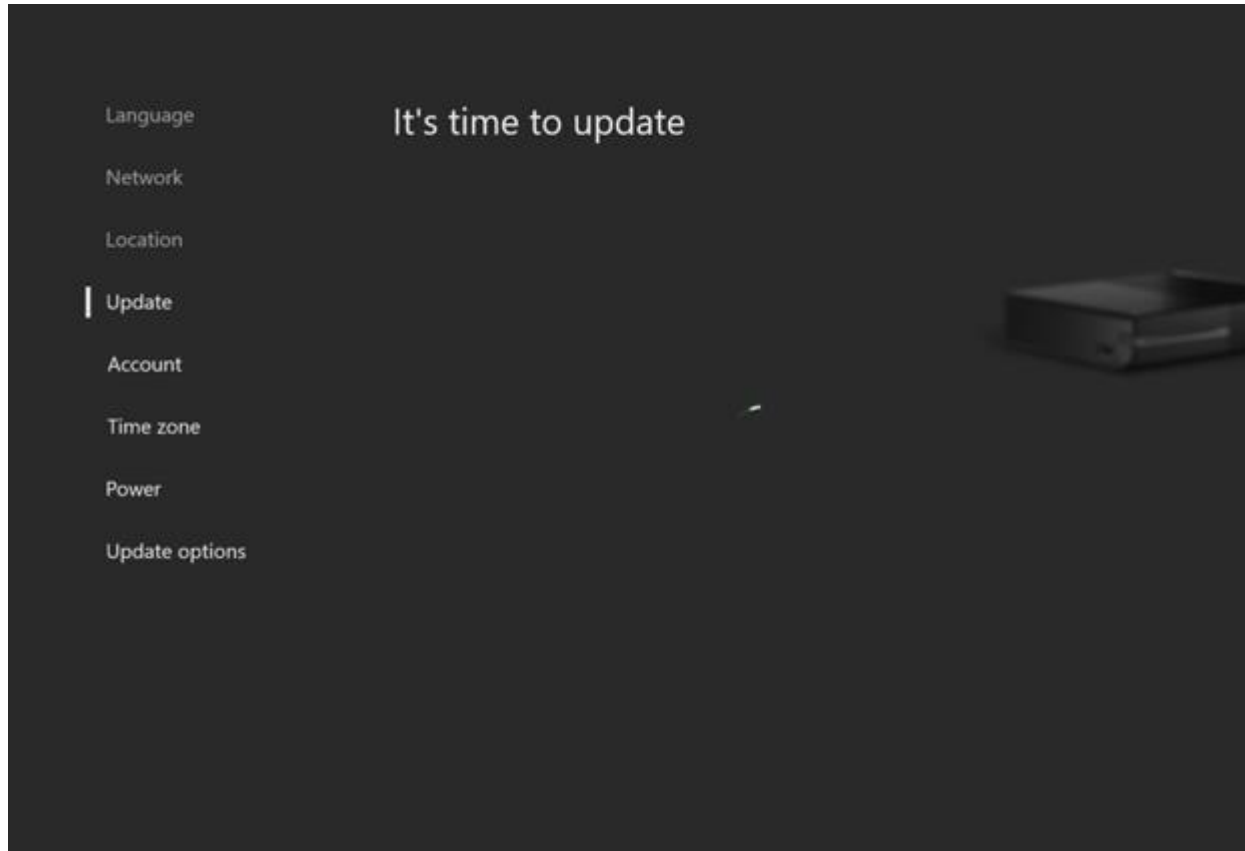 Language
Network
Location
Update
Account
Time zone
Power
Update options
It's time to update